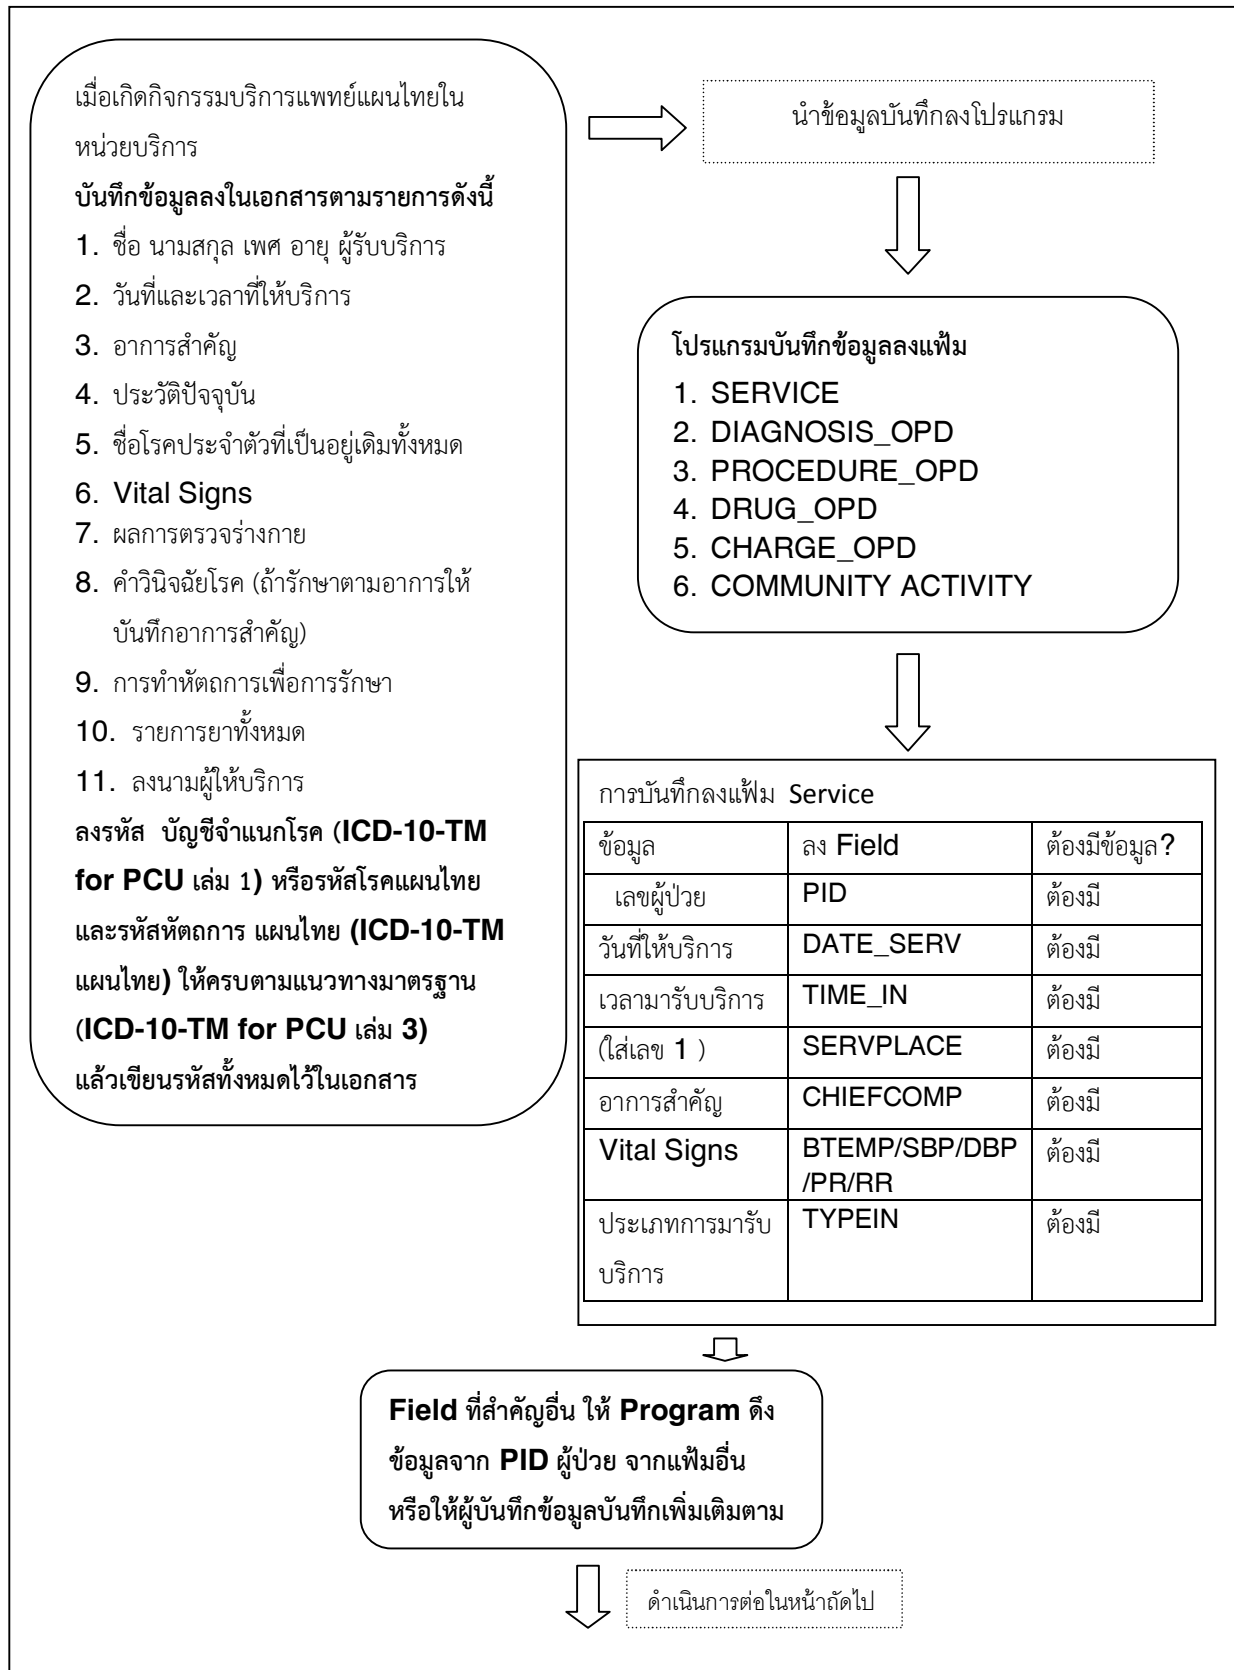 เมื่อเกิดกิจกรรมบริการแพทย์แผนไทยใน
หน่วยบริการ
บันทึกข้อมูลลงในเอกสารตามรายการดังนี้
1. ชื่อ นามสกุล เพศ อายุ ผู้รับบริการ
2. วันที่และเวลาที่ให้บริการ
3. อาการสำคัญ
4. ประวัติปัจจุบัน
5. ชื่อโรคประจำตัวที่เป็นอยู่เดิมทั้งหมด
6. Vital Signs
7. ผลการตรวจร่างกาย
8. คำวินิจฉัยโรค (ถ้ารักษาตามอาการให้
บันทึกอาการสำคัญ)
9. การทำหัตถการเพื่อการรักษา
10. รายการยาทั้งหมด
11. ลงนามผู้ให้บริการ
ลงรหัส บัญชีจำแนกโรค (ICD-10-TM
for PCU เล่ม 1) หรือรหัสโรคแผนไทย
และรหัสหัตถการ แผนไทย (ICD-10-TM
แผนไทย) ให้ครบตามแนวทางมาตรฐาน
(ICD-10-TM for PCU เล่ม 3)
แล้วเขียนรหัสทั้งหมดไว้ในเอกสาร
นำข้อมูลบันทึกลงโปรแกรม
โปรแกรมบันทึกข้อมูลลงแฟ้ม
1. SERVICE
2. DIAGNOSIS_OPD
3. PROCEDURE_OPD
4. DRUG_OPD
5. CHARGE_OPD
6. COMMUNITY ACTIVITY
การบันทึกลงแฟ้ม Service
ข้อมูล ลง Field ต้องมีข้อมูล?
เลขผู้ป่วย PID ต้องมี
วันที่ให้บริการ DATE_SERV ต้องมี
เวลามารับบริการ TIME_IN ต้องมี
(ใส่เลข 1 ) SERVPLACE ต้องมี
อาการสำคัญ CHIEFCOMP ต้องมี
Vital Signs BTEMP/SBP/DBP ต้องมี
/PR/RR
ประเภทการมารับ TYPEIN ต้องมี
บริการ
Field ที่สำคัญอื่น ให้ Program ดึง
ข้อมูลจาก PID ผู้ป่วย จากแฟ้มอื่น
หรือให้ผู้บันทึกข้อมูลบันทึกเพิ่มเติมตาม
ดำเนินการต่อในหน้าถัดไป